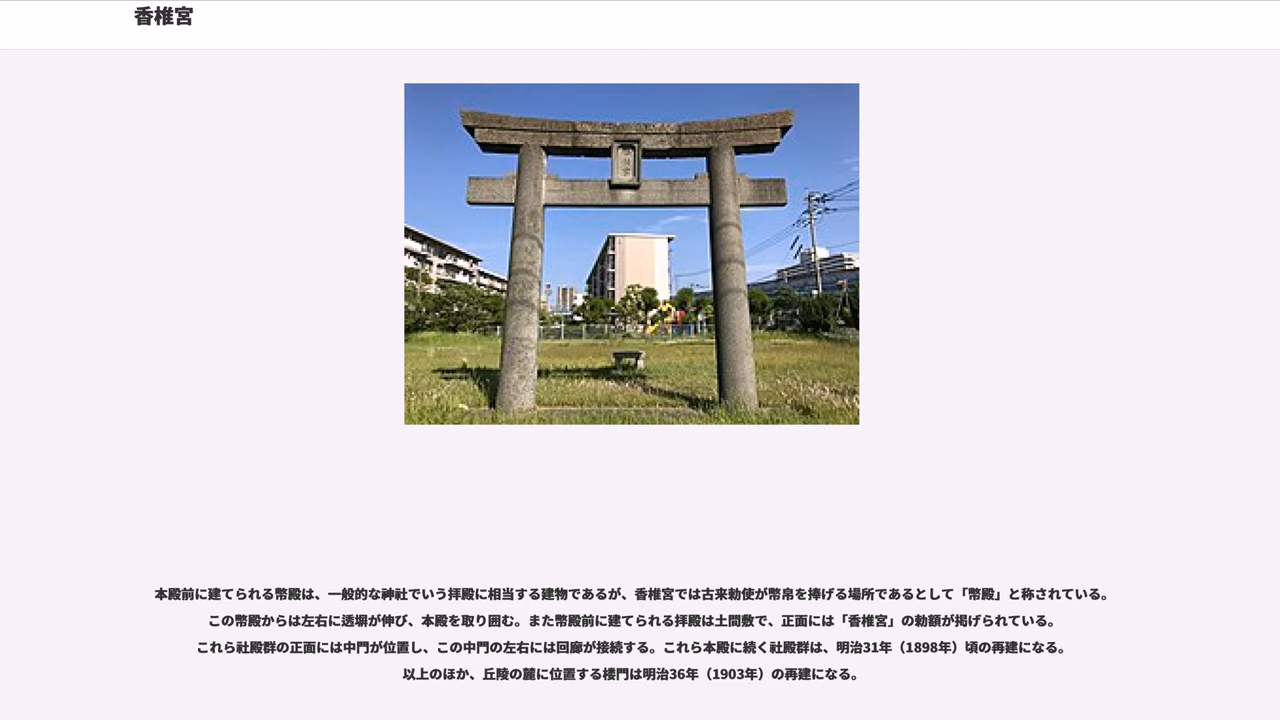 香椎宮
本殿前に建てられる幣殿は、一般的な神社でいう拝殿に相当する建物であるが、香椎宮では古来勅使が幣帛を捧げる場所であるとして「幣殿」と称されている。
この幣殿からは左右に透塀が伸び、本殿を取り囲む。また幣殿前に建てられる拝殿は土間敷で、正面には「香椎宮」の勅額が掲げられている。
これら社殿群の正面には中門が位置し、この中門の左右には回廊が接続する。これら本殿に続く社殿群は、明治31年（1898年）頃の再建になる。
以上のほか、丘陵の麓に位置する楼門は明治36年（1903年）の再建になる。